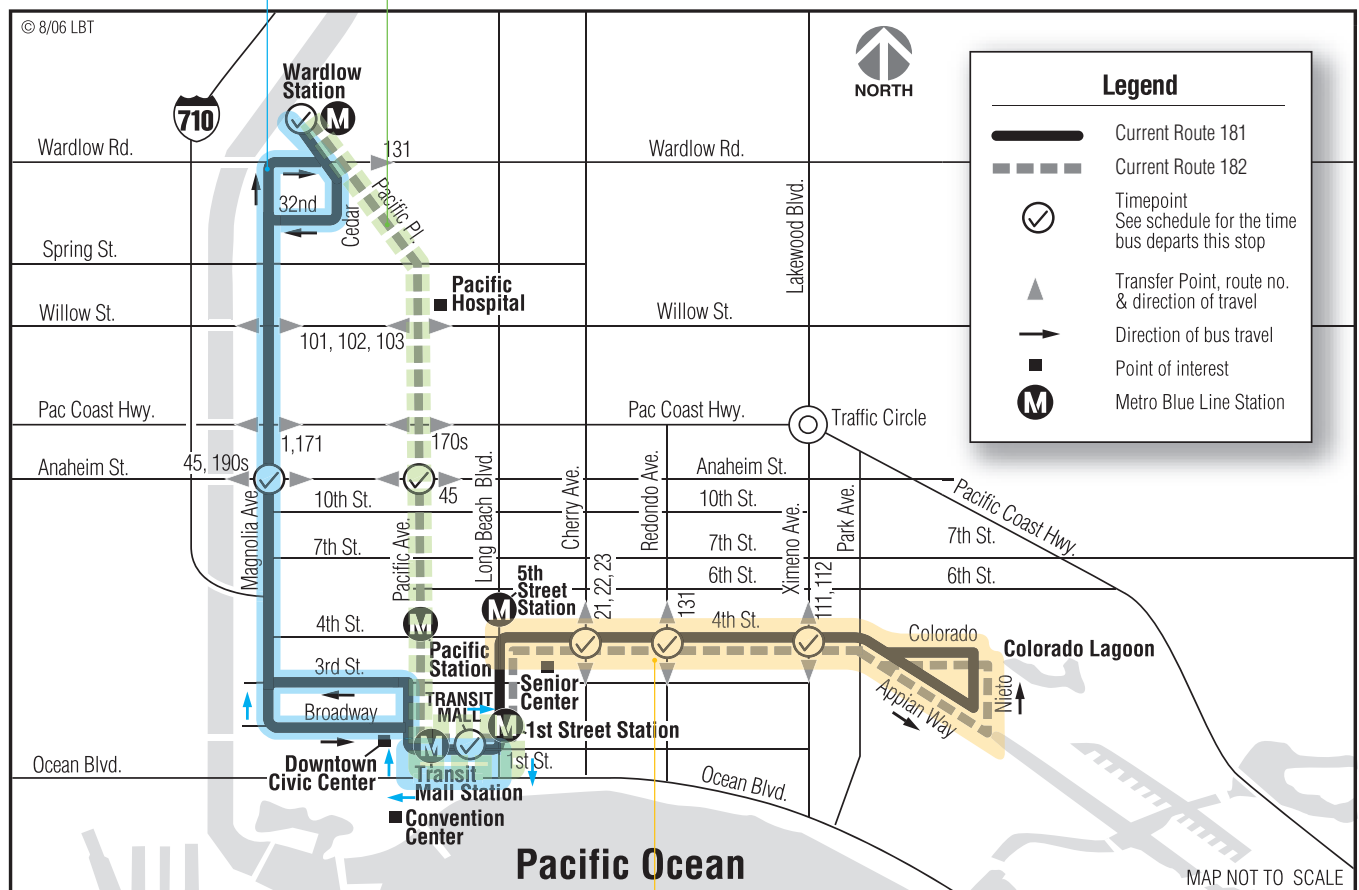 © 8/06 LBT
Wardlow
Station
M
710
NORTH
Legend
Current Route 181
Current Route 182
Timepoint
See schedule for the time
bus departs this stop
Transfer Point, route no.
& direction of travel
Direction of bus travel
Point of interest
M
Metro Blue Line Station
Wardlow Rd.
131
Wardlow Rd.
32nd
Cedar
Pacific Pl.
Lakewood Blvd.
Spring St.
Pacific
Hospital
Willow St.
Willow St.
101, 102, 103
Pac Coast Hwy.
Pac Coast Hwy.
Traffic Circle
1,171
170s
Anaheim St.
45, 190s
45
Anaheim St.
10th St.
10th St.
Pacific Coast Hwy.
Magnolia Ave
Pacific Ave.
Long Beach Blvd.
Cherry Ave.
Redondo Ave.
Ximeno Ave.
Park Ave.
7th St.
7th St.
7th St.
6th St.
6th St.
21, 22, 23
131
111, 112
M
5th
Street
Station
4th St.
M
4th St.
Colorado
Colorado Lagoon
Pacific
Station
3rd St.
Senior
Center
Appian Way
Nieto
Broadway
TRANSIT
MALL
M
1st Street Station
M
1st St.
Downtown
Civic Center
Ocean Blvd.
Transit
Mall Station
Ocean Blvd.
Convention
Center
Pacific Ocean
MAP NOT TO SCALE